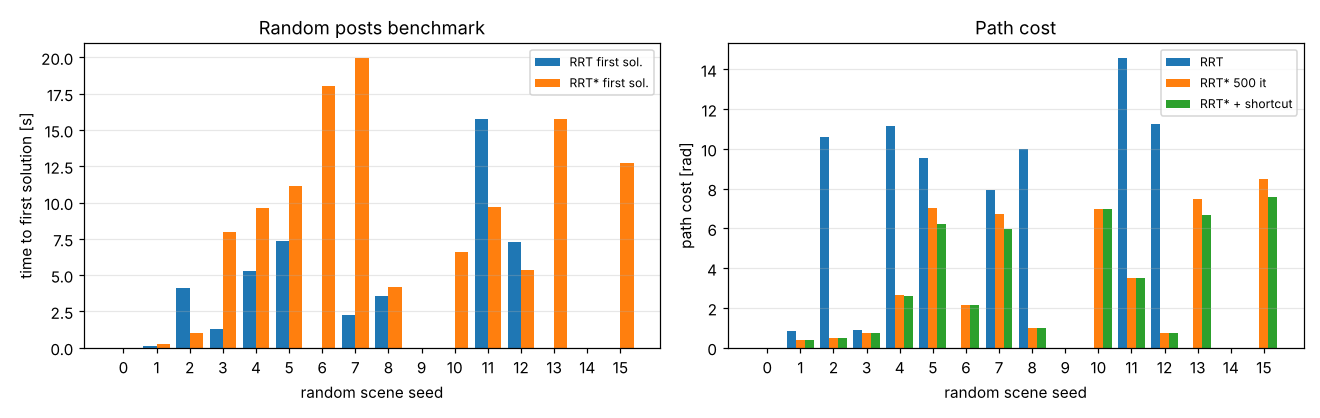 Random posts benchmark
time to first solution [s]
20.0
17.5
15.0
12.5
10.0
7.5
5.0
2.5
0.0
RRT first sol.
RRT* first sol.
0 1 2 3 4 5 6 7 8 9 10 11 12 13 14 15
random scene seed
Path cost
path cost [rad]
14
12
10
8
6
4
2
0
RRT
RRT* 500 it
RRT* + shortcut
0 1 2 3 4 5 6 7 8 9 10 11 12 13 14 15
random scene seed